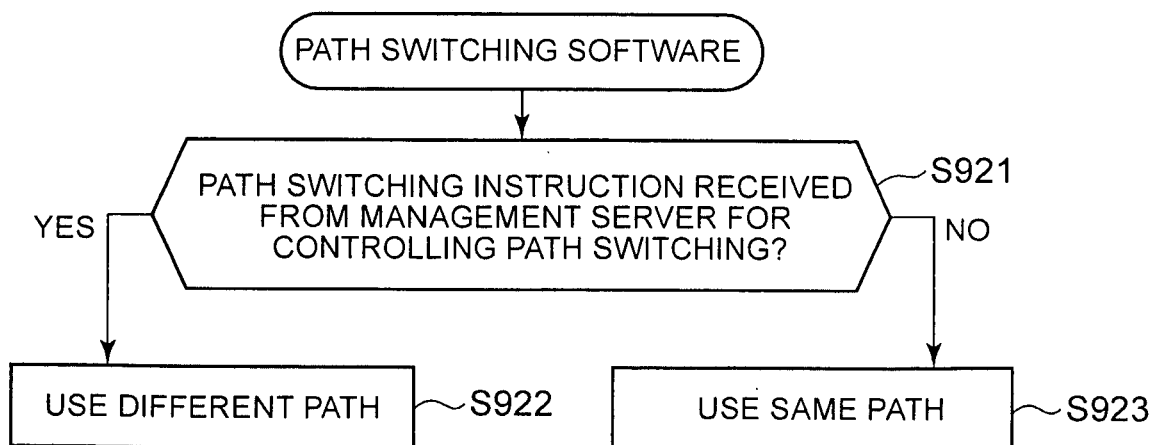 PATH SWITCHING SOFTWARE
PATH SWITCHING INSTRUCTION RECEIVED
FROM MANAGEMENT SERVER FOR
CONTROLLING PATH SWITCHING?
S921
YES
NO
USE DIFFERENT PATH
S922
USE SAME PATH
S923